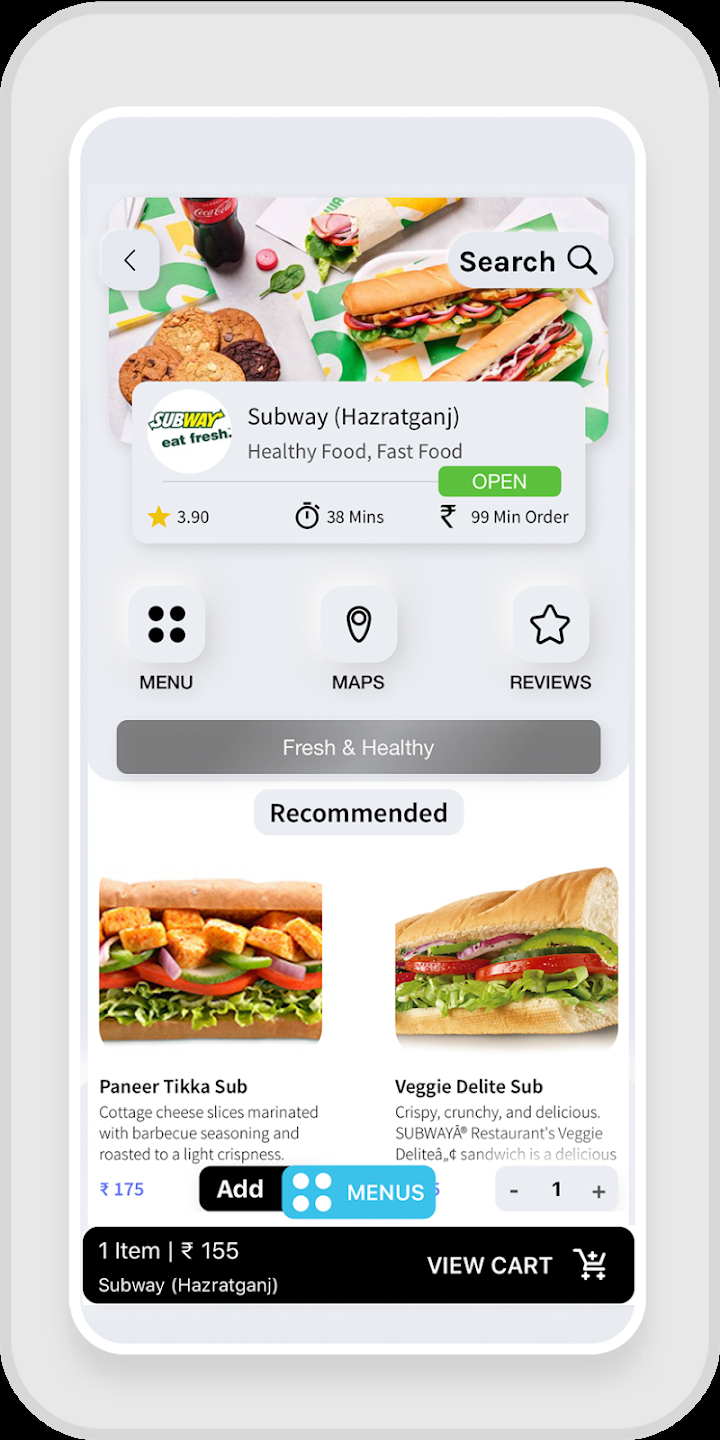 Coca-Cola
Search
SUBWAY
eat fresh.
Subway (Hazratganj)
Healthy Food, Fast Food
OPEN
3.90
38 Mins
₹ 99 Min Order
MENU
MAPS
REVIEWS
Fresh & Healthy
Recommended
Paneer Tikka Sub
Cottage cheese slices marinated
with barbecue seasoning and
roasted to a light crispness.
₹ 175
Add
Veggie Delite Sub
Crispy, crunchy, and delicious.
SUBWAYÂ® Restaurant's Veggie
Deliteâ„¢ sandwich is a delicious
5
- 1 +
MENUS
1 Item | ₹ 155
Subway (Hazratganj)
VIEW CART